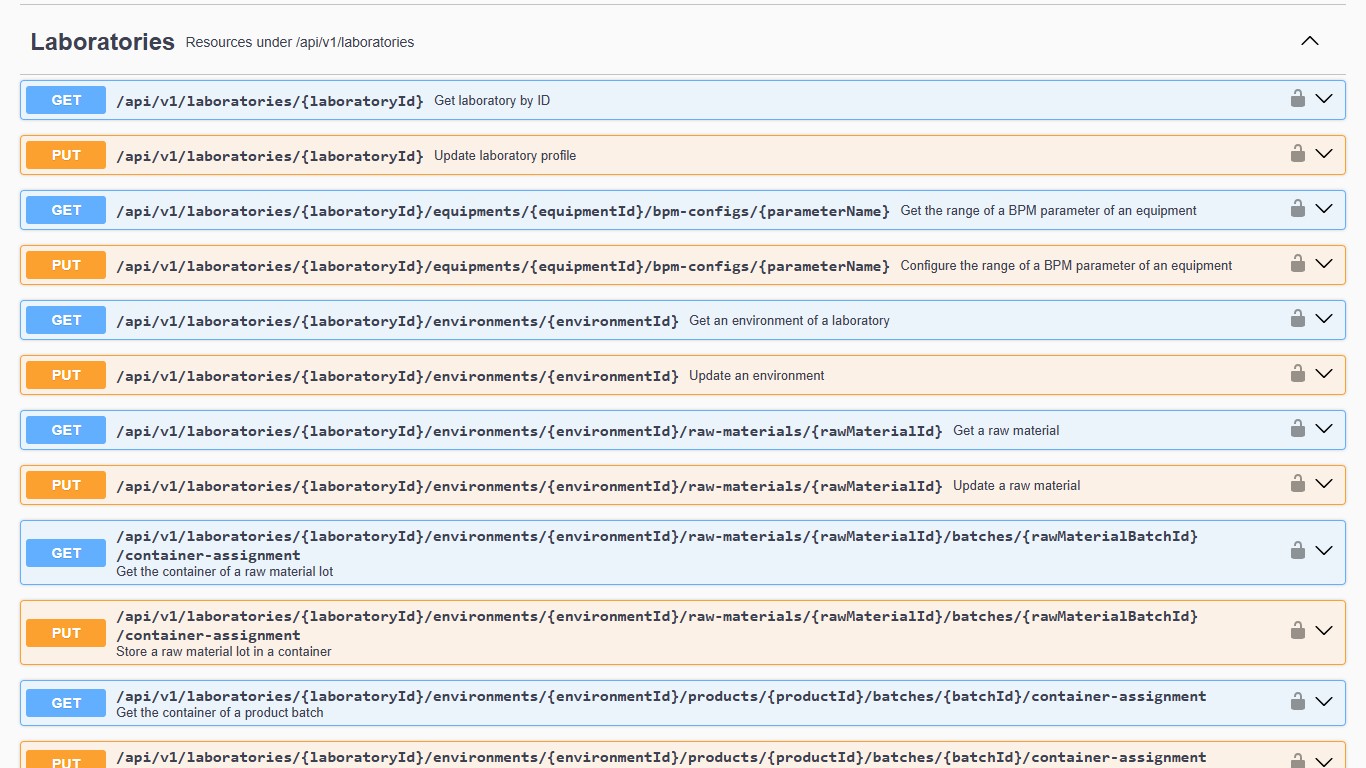 Laboratories Resources under /api/v1/laboratories
GET /api/v1/laboratories/{laboratoryId} Get laboratory by ID
PUT /api/v1/laboratories/{laboratoryId} Update laboratory profile
GET /api/v1/laboratories/{laboratoryId}/equipments/{equipmentId}/bpm-configs/{parameterName} Get the range of a BPM parameter of an equipment
PUT /api/v1/laboratories/{laboratoryId}/equipments/{equipmentId}/bpm-configs/{parameterName} Configure the range of a BPM parameter of an equipment
GET /api/v1/laboratories/{laboratoryId}/environments/{environmentId} Get an environment of a laboratory
PUT /api/v1/laboratories/{laboratoryId}/environments/{environmentId} Update an environment
GET /api/v1/laboratories/{laboratoryId}/environments/{environmentId}/raw-materials/{rawMaterialId} Get a raw material
PUT /api/v1/laboratories/{laboratoryId}/environments/{environmentId}/raw-materials/{rawMaterialId} Update a raw material
GET /api/v1/laboratories/{laboratoryId}/environments/{environmentId}/raw-materials/{rawMaterialId}/batches/{rawMaterialBatchId}
/container-assignment
Get the container of a raw material lot
PUT /api/v1/laboratories/{laboratoryId}/environments/{environmentId}/raw-materials/{rawMaterialId}/batches/{rawMaterialBatchId}
/container-assignment
Store a raw material lot in a container
GET /api/v1/laboratories/{laboratoryId}/environments/{environmentId}/products/{productId}/batches/{batchId}/container-assignment
Get the container of a product batch
PUT /api/v1/laboratories/{laboratoryId}/environments/{environmentId}/products/{productId}/batches/{batchId}/container-assignment